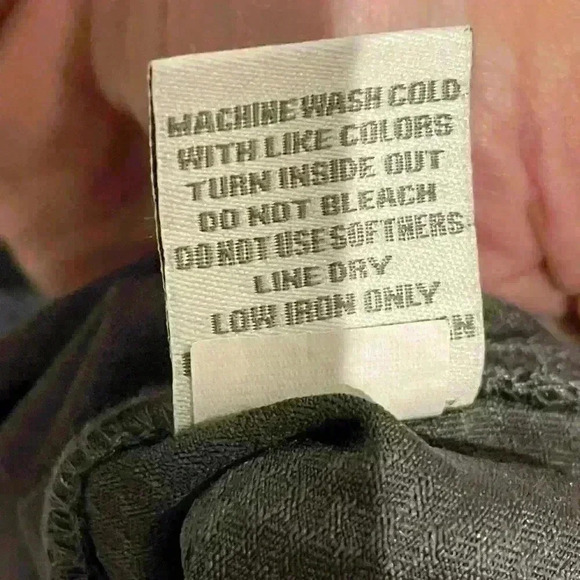 MACHINE WASH COLD
WITH LIKE COLORS
TURN INSIDE OUT
DO NOT BLEACH
DO NOT USE SOFTNERS
LINE DRY
LOW IRON ONLY